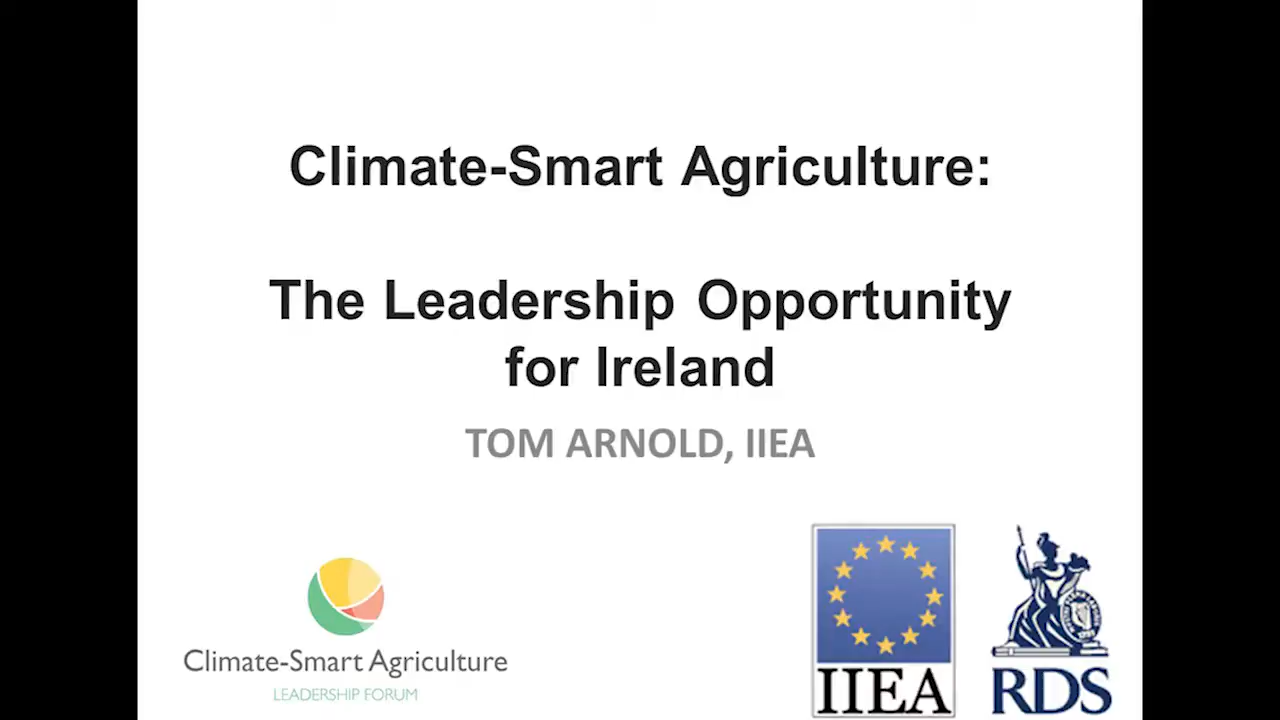 Climate-Smart Agriculture:
The Leadership Opportunity
for Ireland
TOM ARNOLD, IIEA
Climate-Smart Agriculture
LEADERSHIP FORUM
IIEA
RDS